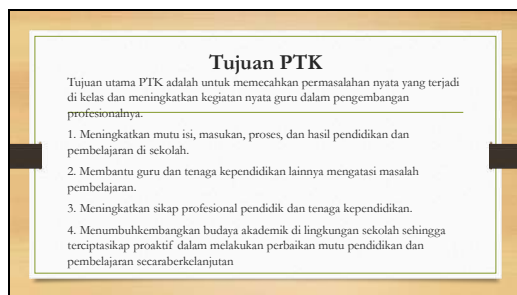 Tujuan PTK
Tujuan utama PTK adalah untuk memecahkan permasalahan nyata yang terjadi
di kelas dan meningkatkan kegiatan nyata guru dalam pengembangan
profesionalnya.
1. Meningkatkan mutu isi, masukan, proses, dan hasil pendidikan dan
pembelajaran di sekolah.
2. Membantu guru dan tenaga kependidikan lainnya mengatasi masalah
pembelajaran.
3. Meningkatkan sikap profesional pendidik dan tenaga kependidikan.
4. Menumbuhkembangkan budaya akademik di lingkungan sekolah sehingga
terciptasikap proaktif dalam melakukan perbaikan mutu pendidikan dan
pembelajaran secaraberkelanjutan